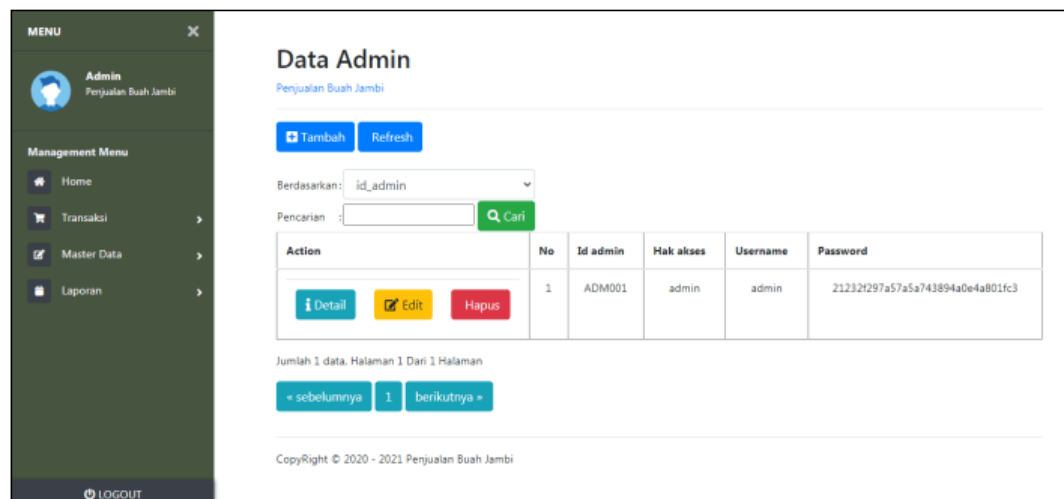 MENU
Admin
Penjualan Buah Jambi
Management Menu
Home
Transaksi
Master Data
Laporan
LOGOUT
Data Admin
Penjualan Buah Jambi
Tambah Refresh
Berdasarkan : id_admin
Pencarian : Cari
Action No Id admin Hak akses Username Password
Detail Edit Hapus 1 ADM001 admin admin 21232f297a57a5a743894a0e4a801fc3
Jumlah 1 data. Halaman 1 Dari 1 Halaman
« sebelumnya 1 berikutnya »
CopyRight © 2020 - 2021 Penjualan Buah Jambi